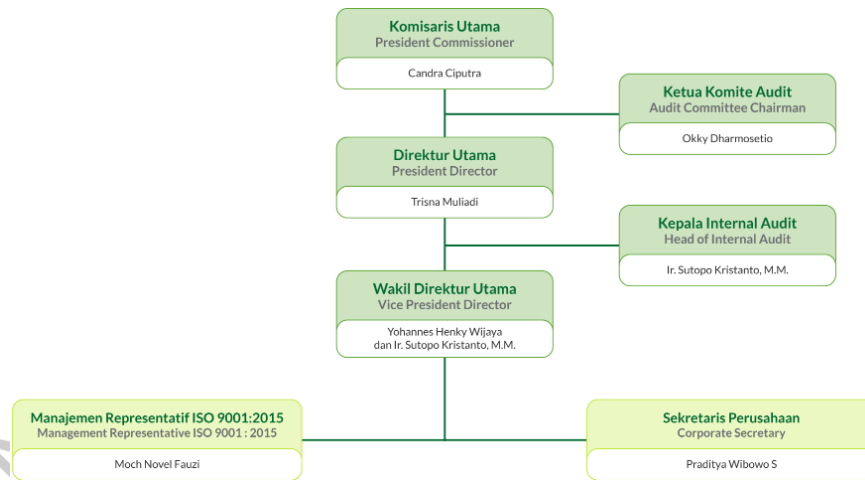 Komisaris Utama
President Commissioner
Candra Ciputra
Ketua Komite Audit
Audit Committee Chairman
Okky Dharmosetio
Direktur Utama
President Director
Trisna Muliadi
Kepala Internal Audit
Head of Internal Audit
Ir. Sutopo Kristanto, M.M.
Wakil Direktur Utama
Vice President Director
Yohannes Henky Wijaya
dan Ir. Sutopo Kristanto, M.M.
Manajemen Representatif ISO 9001:2015
Management Representative ISO 9001 : 2015
Moch Novel Fauzi
Sekretaris Perusahaan
Corporate Secretary
Praditya Wibowo S